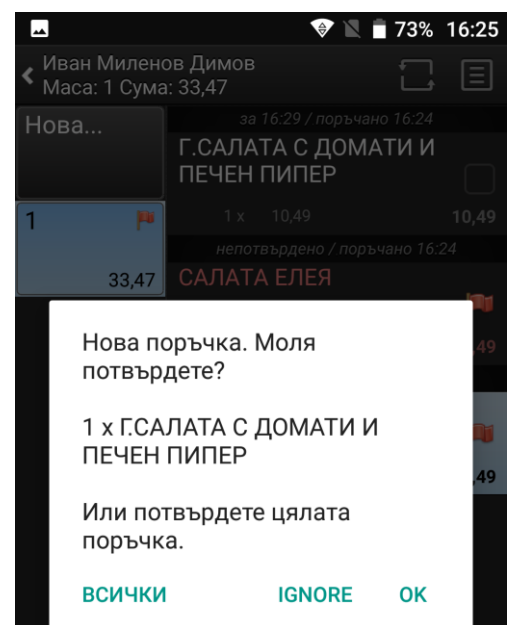 73% 16:25
Иван Миленов Димов
Маса: 1 Сума: 33,47
Нова...
за 16:29 / поръчано 16:24
Г.САЛАТА С ДОМАТИ И
ПЕЧЕН ПИПЕР
1 x 10,49 10,49
1
33,47
непотвърдено / поръчано 16:24
САЛАТА ЕЛЕЯ
,49
,49
Нова поръчка. Моля
потвърдете?
1 x Г.САЛАТА С ДОМАТИ И
ПЕЧЕН ПИПЕР
Или потвърдете цялата
поръчка.
ВСИЧКИ IGNORE OK